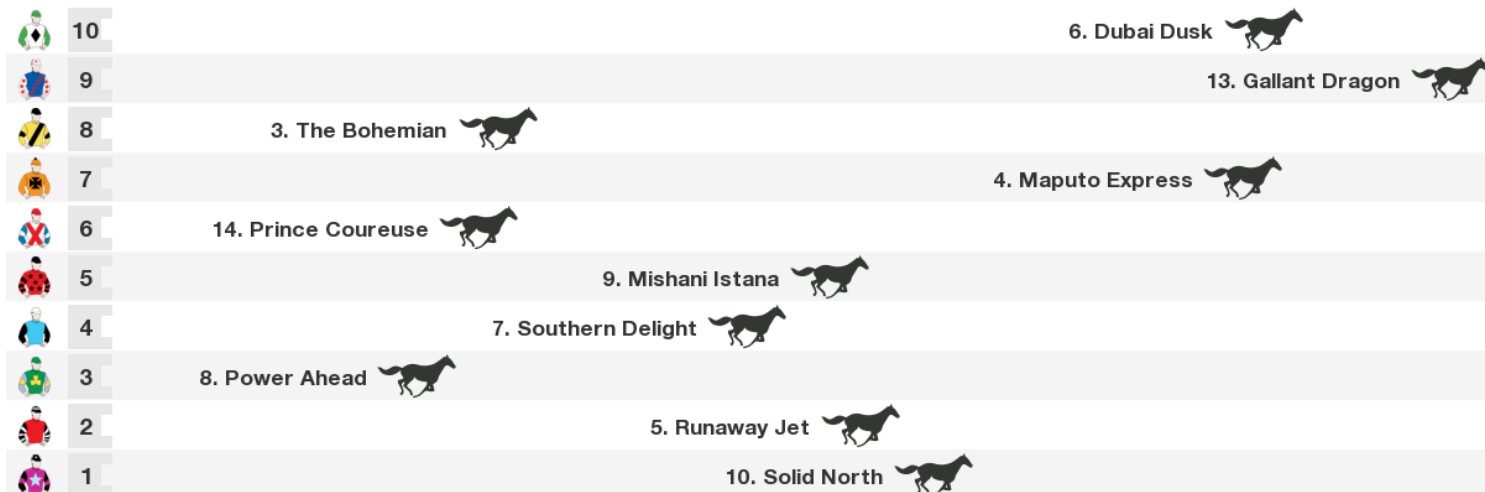 10 6. Dubai Dusk
9 13. Gallant Dragon
8 3. The Bohemian
7 4. Maputo Express
6 14. Prince Coureuse
5 9. Mishani Istana
4 7. Southern Delight
3 8. Power Ahead
2 5. Runaway Jet
1 10. Solid North